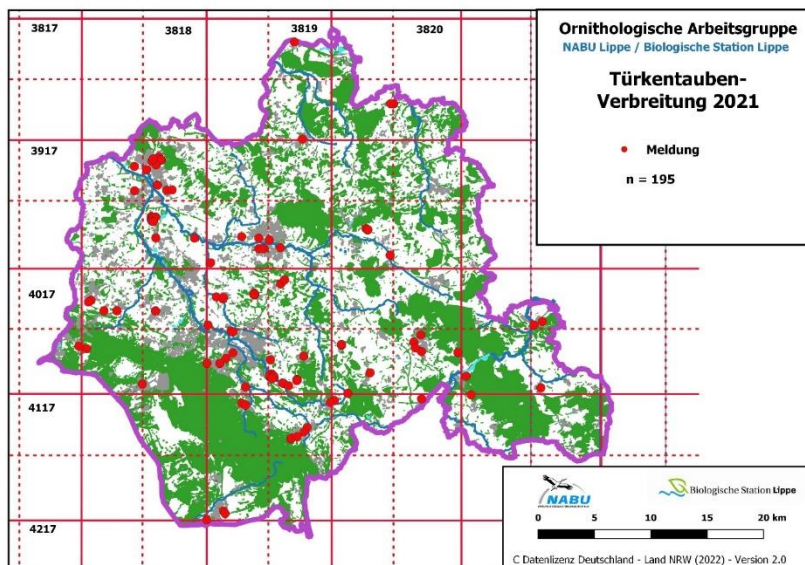 3817
3818
3819
3820
3917
4017
4117
4217
Ornithologische Arbeitsgruppe
NABU Lippe / Biologische Station Lippe
Türkentauben-
Verbreitung 2021
Meldung
n = 195
NABU
Biologische Station Lippe
0 5 10 15 20 km
C Datenlizenz Deutschland - Land NRW (2022) - Version 2.0